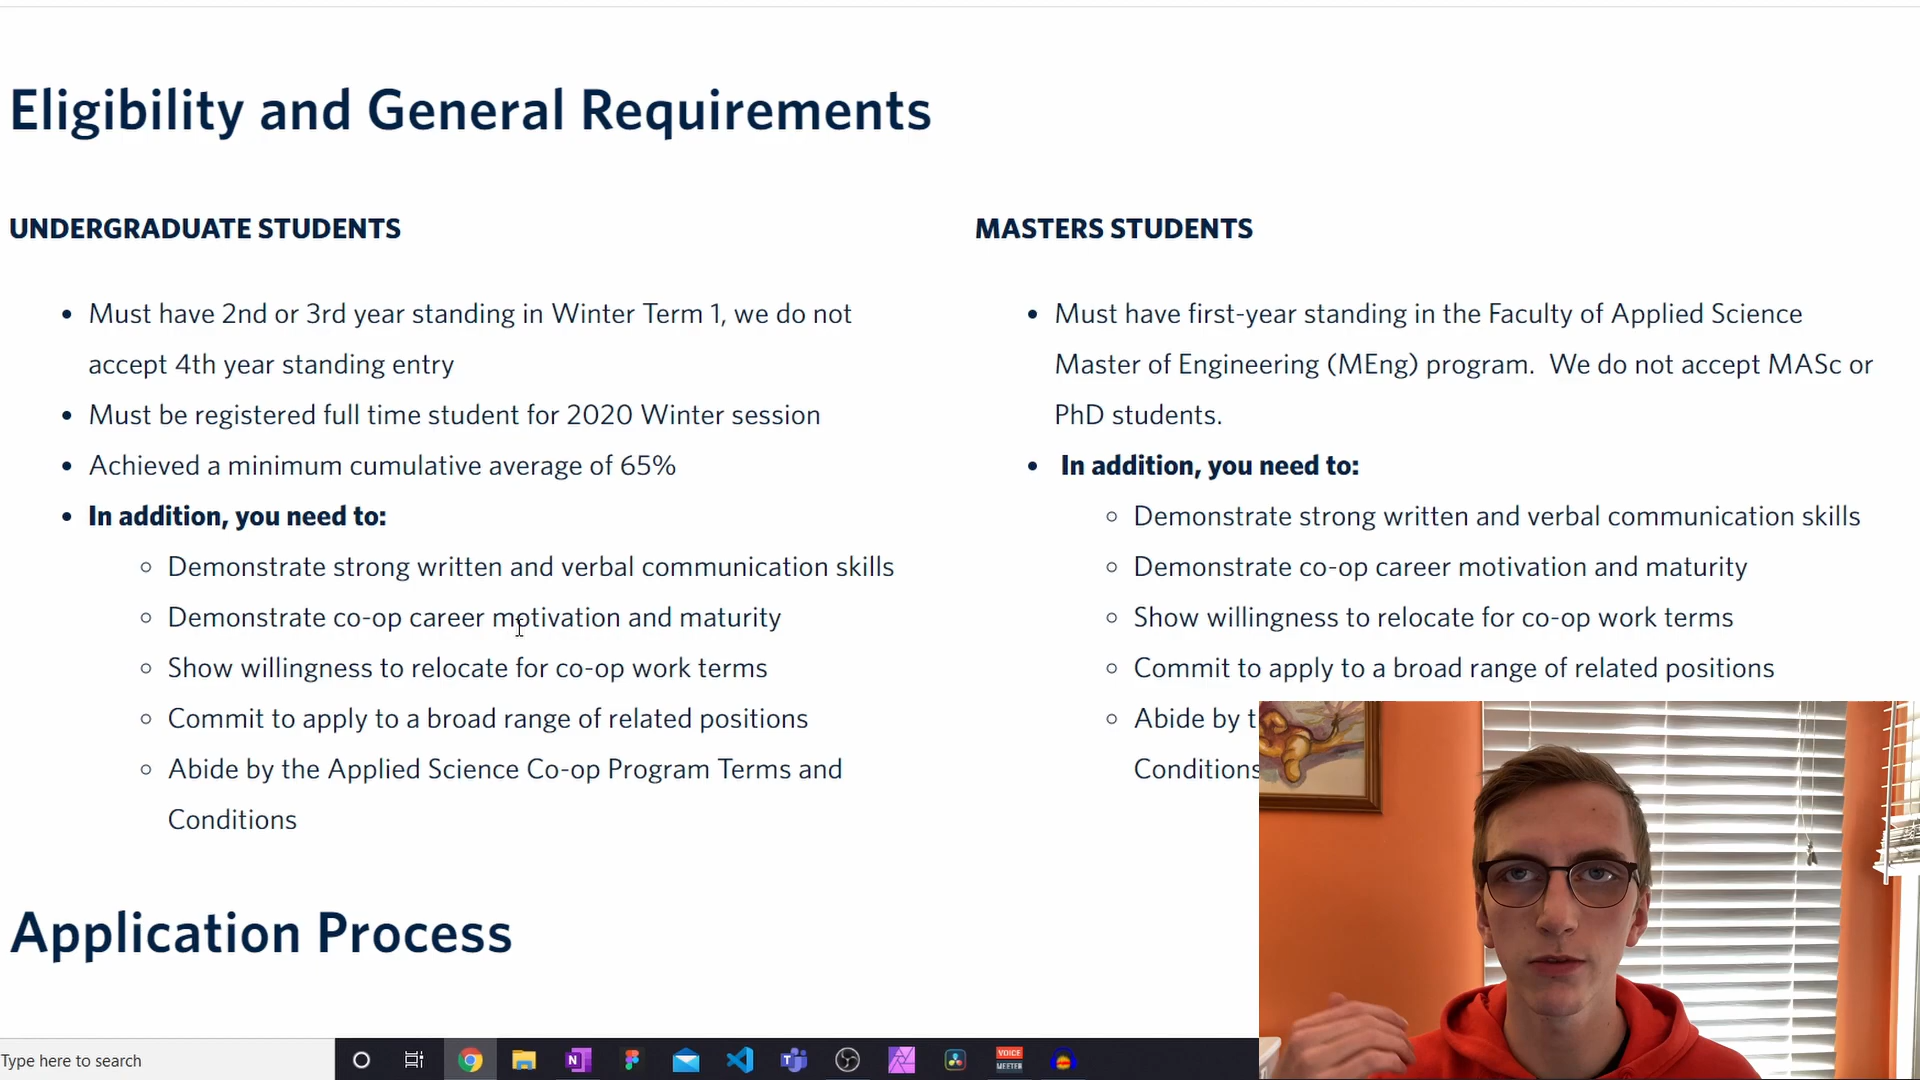 Eligibility and General Requirements
UNDERGRADUATE STUDENTS
Must have 2nd or 3rd year standing in Winter Term 1, we do not
accept 4th year standing entry
Must be registered full time student for 2020 Winter session
Achieved a minimum cumulative average of 65%
In addition, you need to:
Demonstrate strong written and verbal communication skills
Demonstrate co-op career motivation and maturity
Show willingness to relocate for co-op work terms
Commit to apply to a broad range of related positions
Abide by the Applied Science Co-op Program Terms and
Conditions
MASTERS STUDENTS
Must have first-year standing in the Faculty of Applied Science
Master of Engineering (MEng) program.  We do not accept MASc or
PhD students.
In addition, you need to:
Demonstrate strong written and verbal communication skills
Demonstrate co-op career motivation and maturity
Show willingness to relocate for co-op work terms
Commit to apply to a broad range of related positions
Abide by t
Conditions
Application Process
Type here to search
VOICE
MEETER